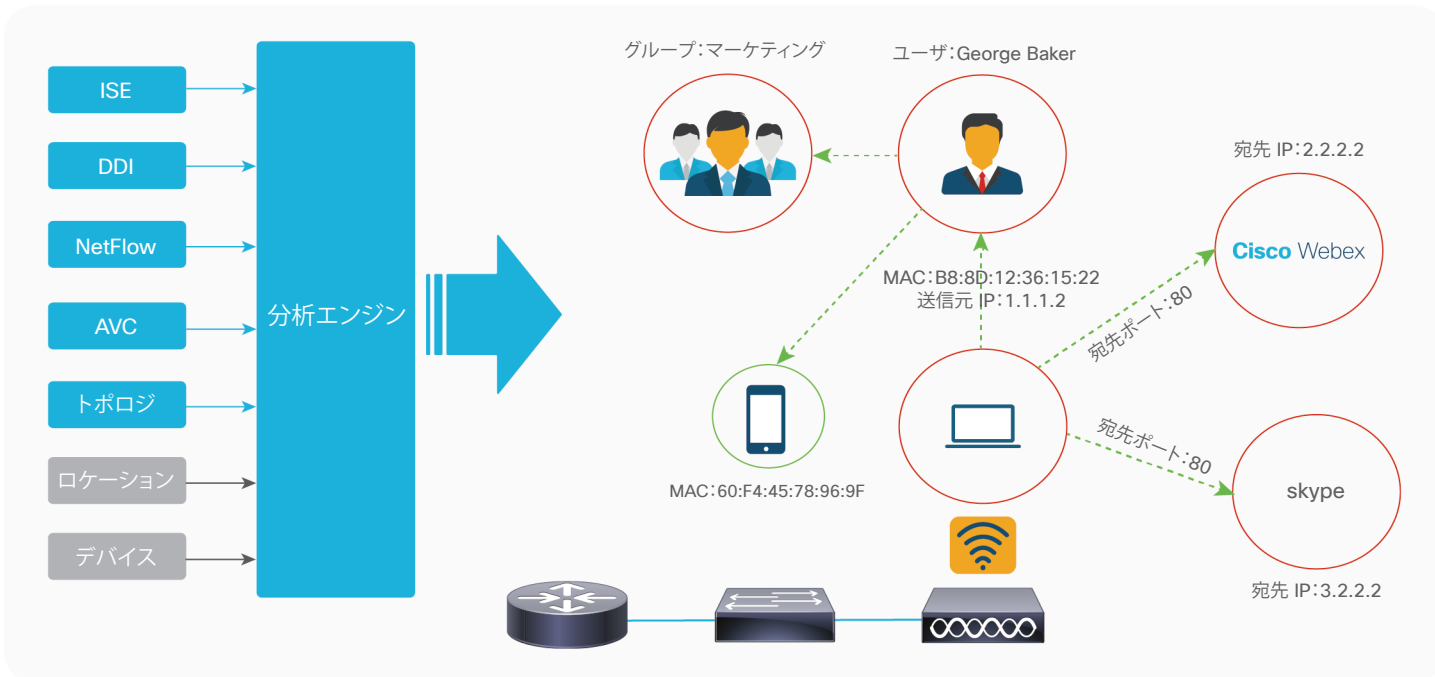 ISE
DDI
NetFlow
AVC
トポロジ
ロケーション
デバイス
分析エンジン
グループ：マーケティング
ユーザ：George Baker
宛先 IP：2.2.2.2
Cisco Webex
MAC：B8:8D:12:36:15:22
送信元 IP：1.1.1.2
宛先ポート：80
宛先ポート：80
MAC：60:F4:45:78:96:9F
skype
宛先 IP：3.2.2.2